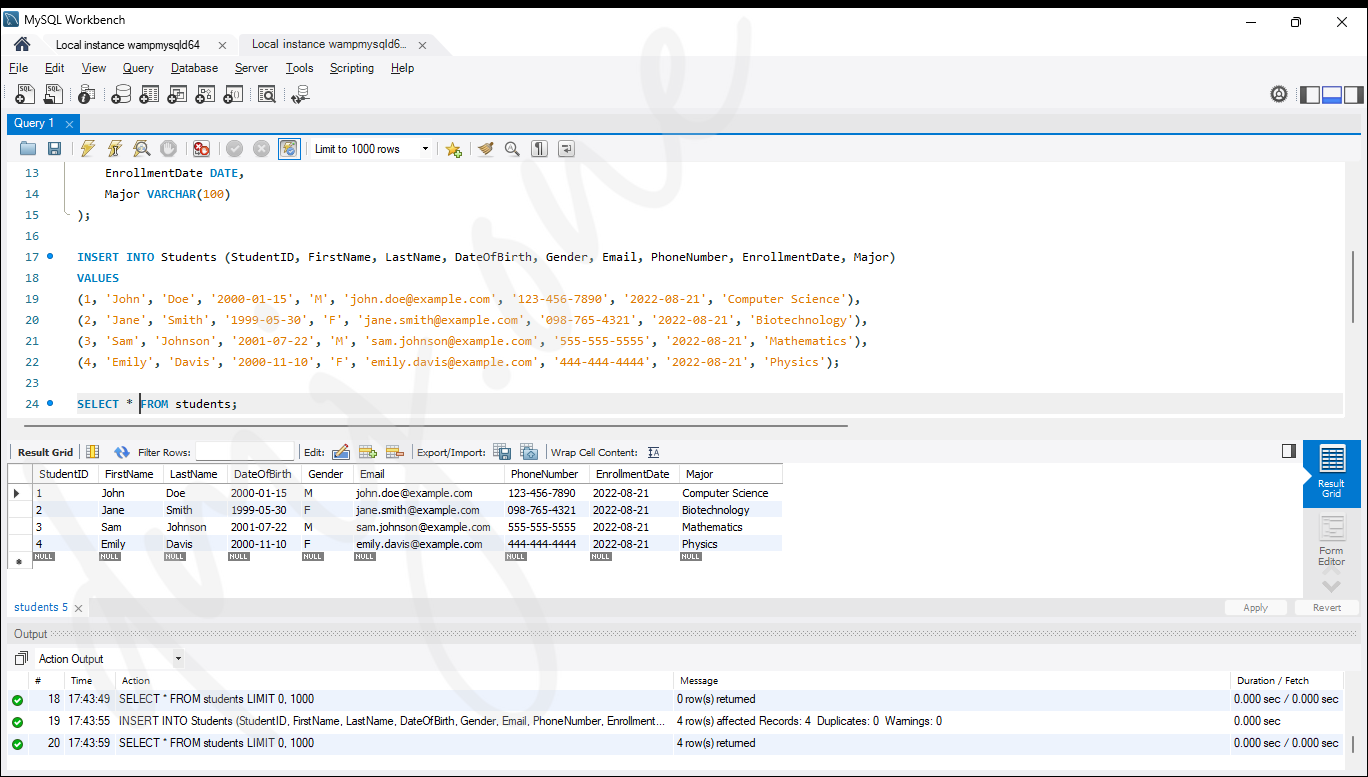 MySQL Workbench
Local instance wampmysqld64
Local instance wampmysqld6...
File Edit View Query Database Server Tools Scripting Help
Query 1
Limit to 1000 rows
13 EnrollmentDate DATE,
14 Major VARCHAR(100)
15 );
16
17 INSERT INTO Students (StudentID, FirstName, LastName, DateOfBirth, Gender, Email, PhoneNumber, EnrollmentDate, Major)
18 VALUES
19 (1, 'John', 'Doe', '2000-01-15', 'M', 'john.doe@example.com', '123-456-7890', '2022-08-21', 'Computer Science'),
20 (2, 'Jane', 'Smith', '1999-05-30', 'F', 'jane.smith@example.com', '098-765-4321', '2022-08-21', 'Biotechnology'),
21 (3, 'Sam', 'Johnson', '2001-07-22', 'M', 'sam.johnson@example.com', '555-555-5555', '2022-08-21', 'Mathematics'),
22 (4, 'Emily', 'Davis', '2000-11-10', 'F', 'emily.davis@example.com', '444-444-4444', '2022-08-21', 'Physics');
23
24 SELECT * FROM students;
Result Grid Filter Rows: Edit: Export/Import: Wrap Cell Content:
StudentID FirstName LastName DateOfBirth Gender Email PhoneNumber EnrollmentDate Major
1 John Doe 2000-01-15 M john.doe@example.com 123-456-7890 2022-08-21 Computer Science
2 Jane Smith 1999-05-30 F jane.smith@example.com 098-765-4321 2022-08-21 Biotechnology
3 Sam Johnson 2001-07-22 M sam.johnson@example.com 555-555-5555 2022-08-21 Mathematics
4 Emily Davis 2000-11-10 F emily.davis@example.com 444-444-4444 2022-08-21 Physics
NULL NULL NULL NULL NULL NULL NULL NULL NULL
Result
Grid
Form
Editor
students 5
Apply Revert
Output
Action Output
# Time Action Message Duration / Fetch
18 17:43:49 SELECT * FROM students LIMIT 0, 1000 0 row(s) returned 0.000 sec / 0.000 sec
19 17:43:55 INSERT INTO Students (StudentID, FirstName, LastName, DateOfBirth, Gender, Email, PhoneNumber, Enrollment... 4 row(s) affected Records: 4 Duplicates: 0 Warnings: 0 0.000 sec
20 17:43:59 SELECT * FROM students LIMIT 0, 1000 4 row(s) returned 0.000 sec / 0.000 sec